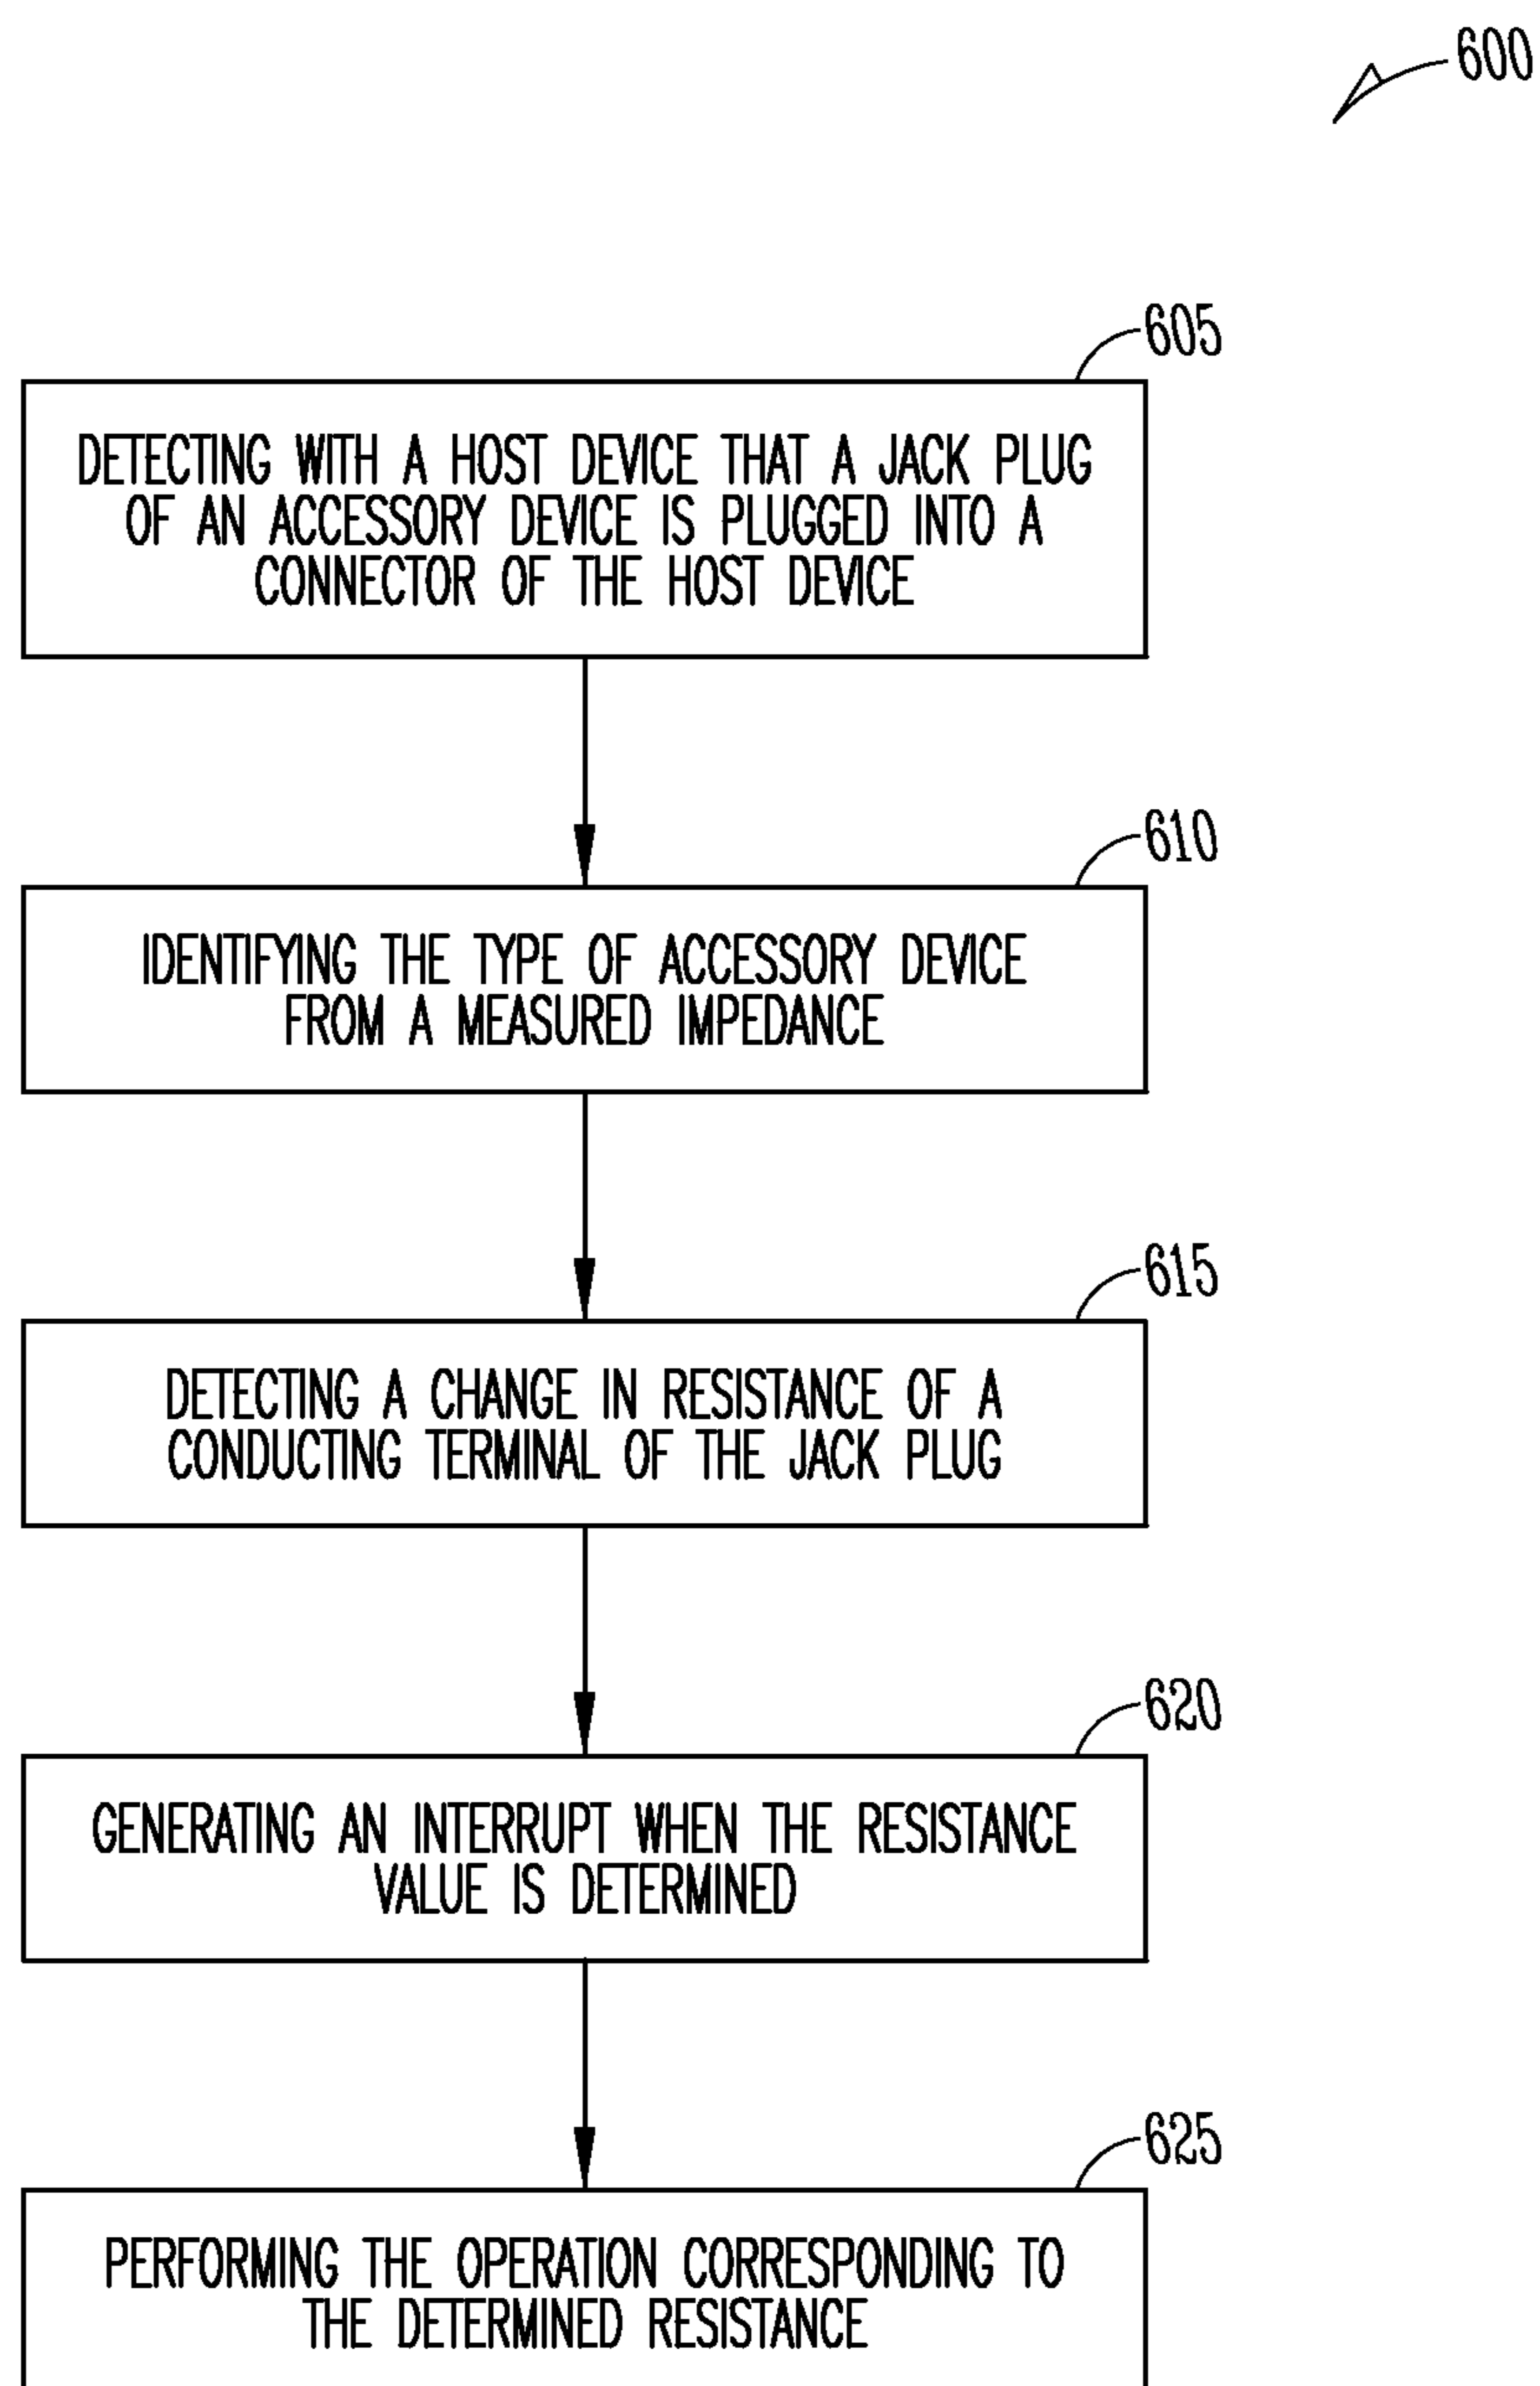 600
605
DETECTING WITH A HOST DEVICE THAT A JACK PLUG
OF AN ACCESSORY DEVICE IS PLUGGED INTO A
CONNECTOR OF THE HOST DEVICE
610
IDENTIFYING THE TYPE OF ACCESSORY DEVICE
FROM A MEASURED IMPEDANCE
615
DETECTING A CHANGE IN RESISTANCE OF A
CONDUCTING TERMINAL OF THE JACK PLUG
620
GENERATING AN INTERRUPT WHEN THE RESISTANCE
VALUE IS DETERMINED
625
PERFORMING THE OPERATION CORRESPONDING TO
THE DETERMINED RESISTANCE